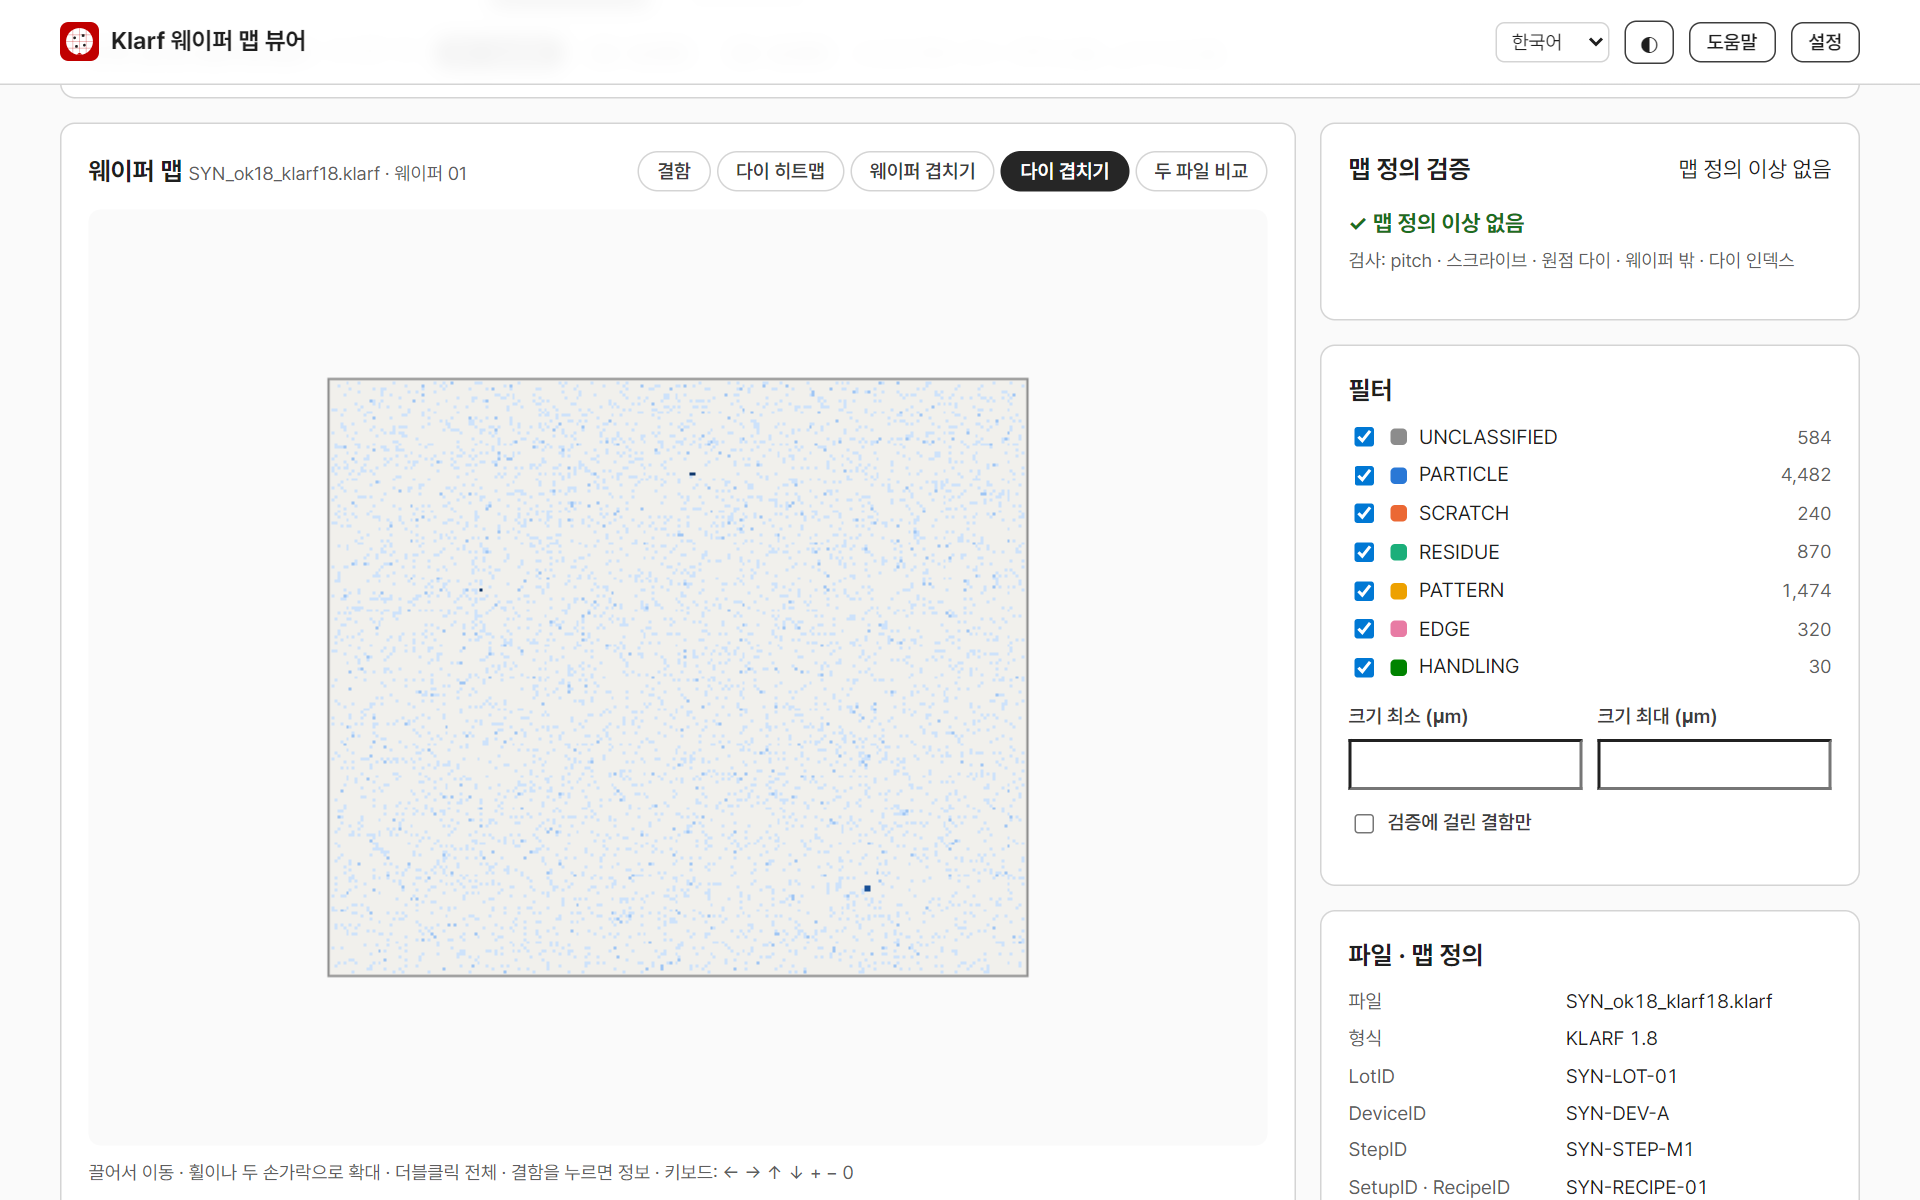 Klarf 웨이퍼 맵 뷰어
한국어
도움말
설정
웨이퍼 맵 SYN_ok18_klarf18.klarf · 웨이퍼 01
결함
다이 히트맵
웨이퍼 겹치기
다이 겹치기
두 파일 비교
끌어서 이동 · 휠이나 두 손가락으로 확대 · 더블클릭 전체 · 결함을 누르면 정보 · 키보드: ← → ↑ ↓ + − 0
맵 정의 검증
맵 정의 이상 없음
✓ 맵 정의 이상 없음
검사: pitch · 스크라이브 · 원점 다이 · 웨이퍼 밖 · 다이 인덱스
필터
UNCLASSIFIED 584
PARTICLE 4,482
SCRATCH 240
RESIDUE 870
PATTERN 1,474
EDGE 320
HANDLING 30
크기 최소 (µm)
크기 최대 (µm)
검증에 걸린 결함만
파일 · 맵 정의
파일 SYN_ok18_klarf18.klarf
형식 KLARF 1.8
LotID SYN-LOT-01
DeviceID SYN-DEV-A
StepID SYN-STEP-M1
SetupID · RecipeID SYN-RECIPE-01